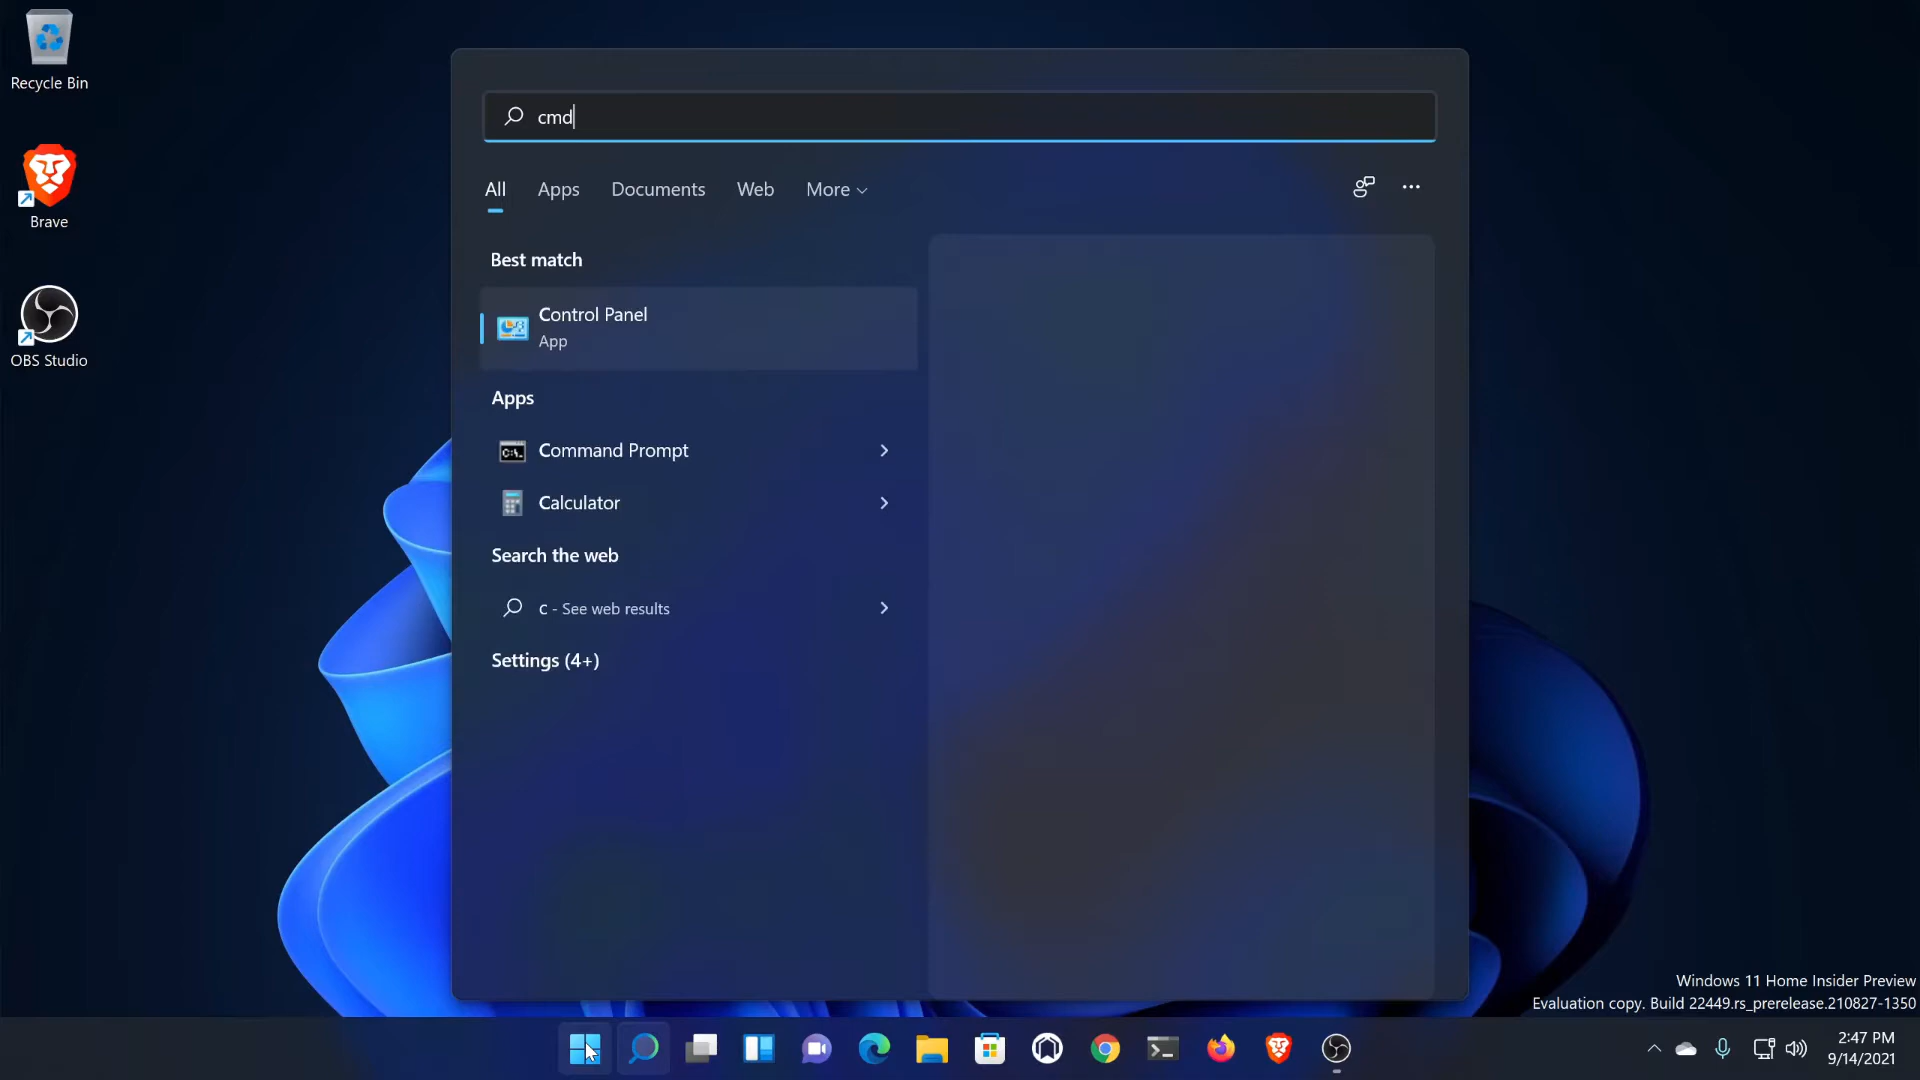 Recycle Bin
Brave
OBS Studio
cmd
All Apps Documents Web More
Best match
Control Panel
App
Apps
Command Prompt
Calculator
Search the web
c - See web results
Settings (4+)
Windows 11 Home Insider Preview
Evaluation copy. Build 22449.rs_prerelease.210827-1350
2:47 PM
9/14/2021